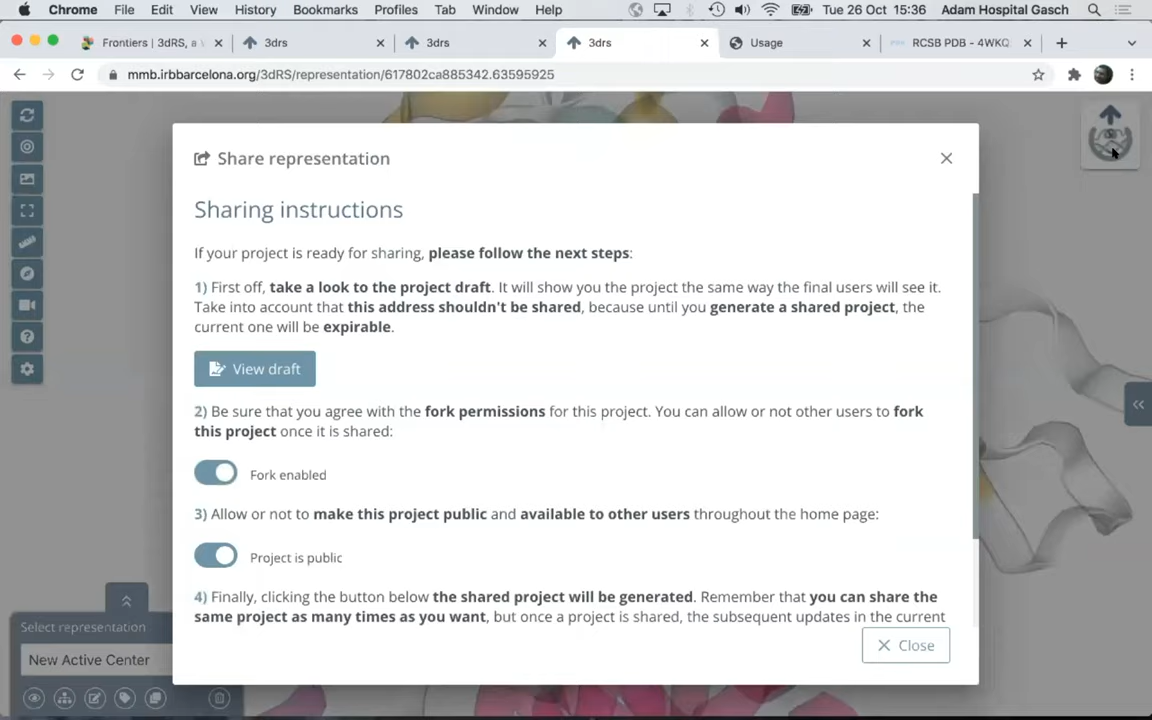 Chrome File Edit View History Bookmarks Profiles Tab Window Help Tue 26 Oct 15:36 Adam Hospital Gasch
Frontiers | 3dRS, a 3drs 3drs 3drs Usage RCSB PDB - 4WKQ
mmb.irbbarcelona.org/3dRS/representation/617802ca885342.63595925
Share representation
Sharing instructions
If your project is ready for sharing, please follow the next steps:
1) First off, take a look to the project draft. It will show you the project the same way the final users will see it.
Take into account that this address shouldn't be shared, because until you generate a shared project, the
current one will be expirable.
View draft
2) Be sure that you agree with the fork permissions for this project. You can allow or not other users to fork
this project once it is shared:
Fork enabled
3) Allow or not to make this project public and available to other users throughout the home page:
Project is public
4) Finally, clicking the button below the shared project will be generated. Remember that you can share the
same project as many times as you want, but once a project is shared, the subsequent updates in the current
Close
Select representation
New Active Center